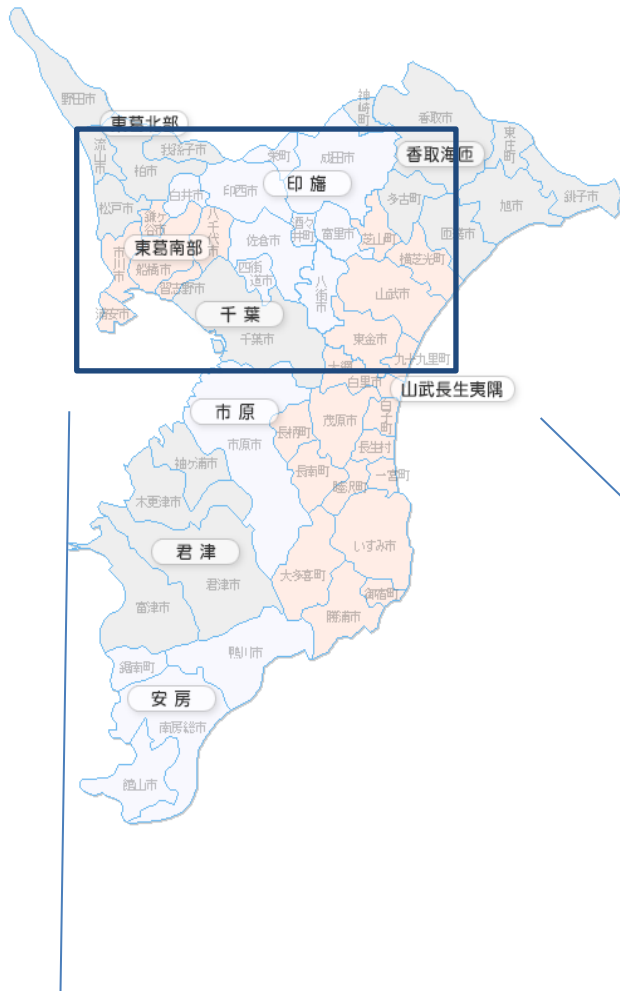 野田市
神崎町
香取市
東葛北部
東庄町
流山市
我孫子市
栄町
成田市
香取海匝
柏市
印旛
白井市
印西市
多古町
銚子市
松戸市
旭市
鎌ケ谷市
八千代市
酒々井町
富里市
芝山町
匝瑳市
東葛南部
佐倉市
市川市
船橋市
横芝光町
四街道市
習志野市
八街市
山武市
浦安市
千葉
千葉市
東金市
九十九里町
白里市
山武長生夷隅
市原
白子町
茂原市
長柄町
市原市
長生村
袖ケ浦市
長南町
一宮町
睦沢町
木更津市
君津
いすみ市
大多喜町
君津市
御宿町
富津市
勝浦市
鴨川市
鋸南町
安房
南房総市
館山市